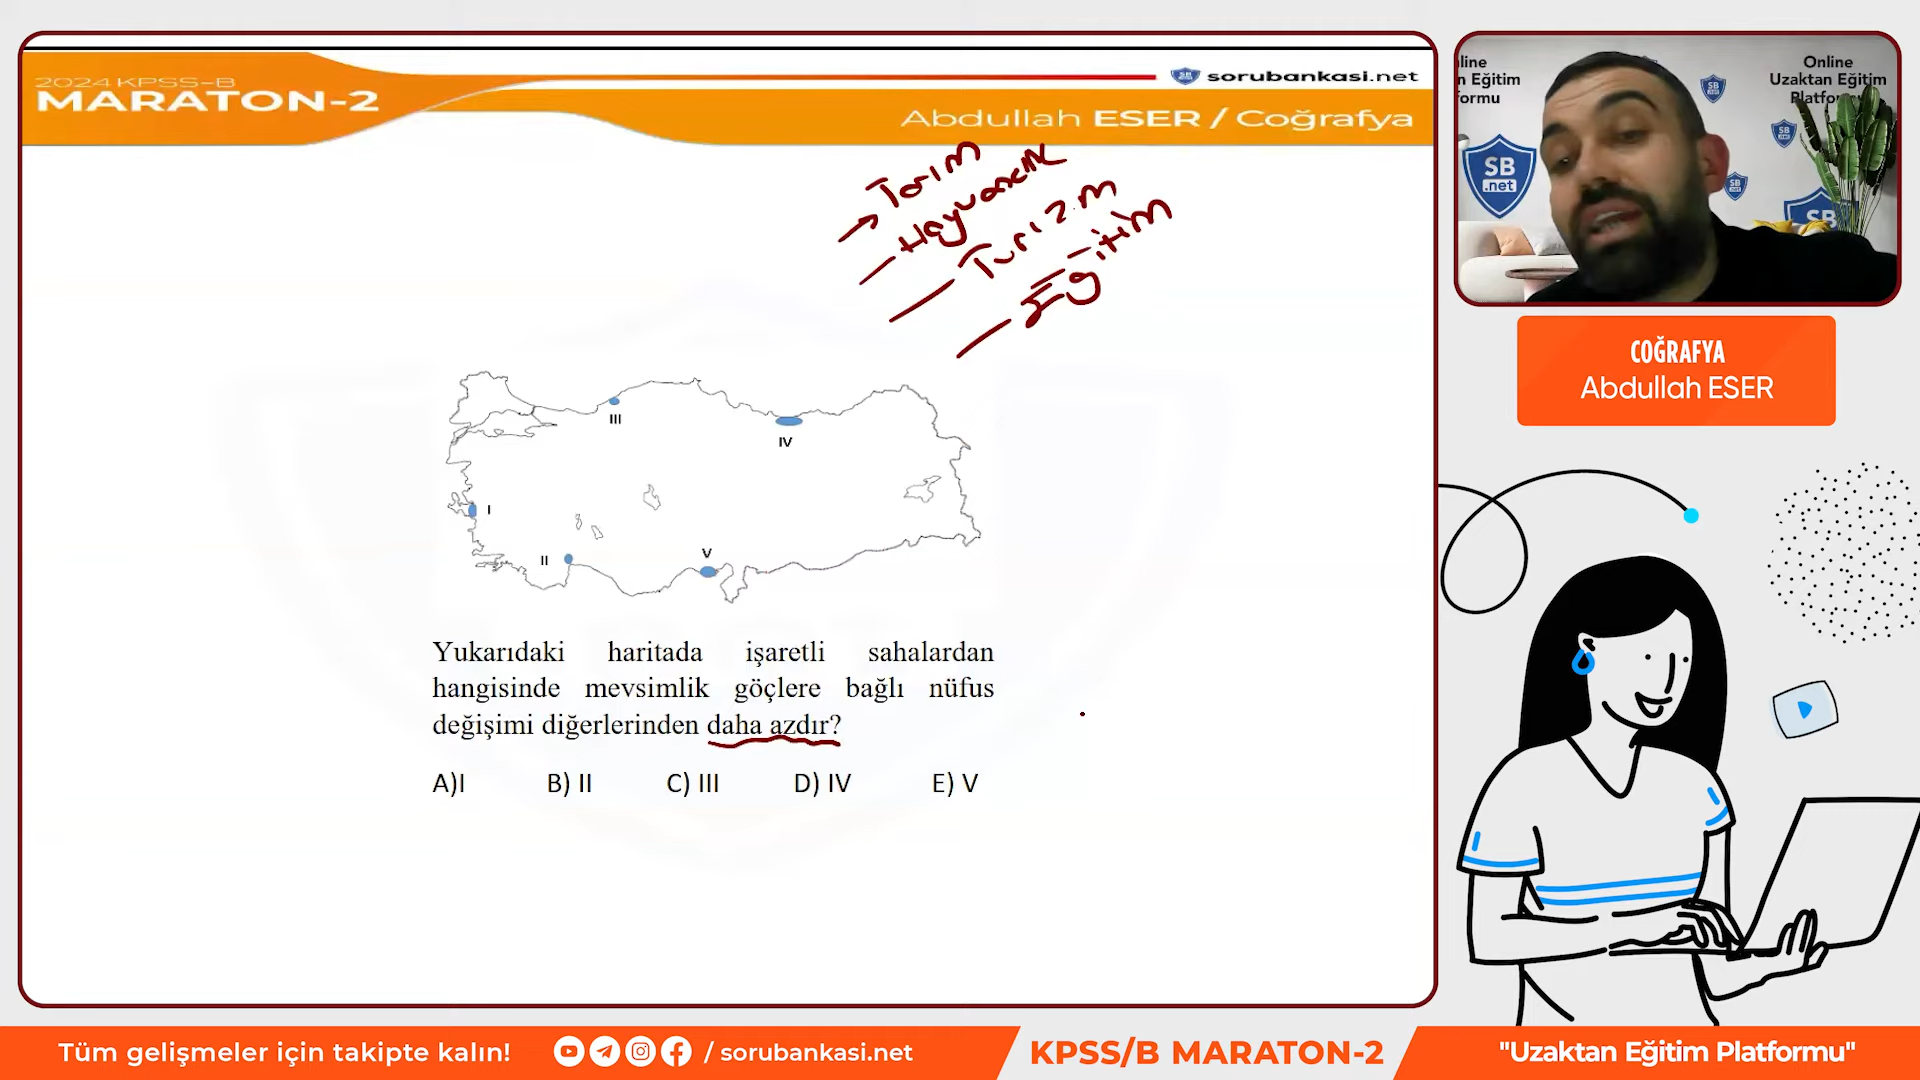 2024 KPSS-B
MARATON-2
SB sorubankasi.net
Abdullah ESER / Coğrafya
Tarım
Hayvancılık
Turizm
Eğitim
III
IV
I
II
V
Yukarıdaki haritada işaretli sahalardan
hangisinde mevsimlik göçlere bağlı nüfus
değişimi diğerlerinden daha azdır?
A)I B) II C) III D) IV E) V
Online
Uzaktan Eğitim
SB
.net
SB
COĞRAFYA
Abdullah ESER
Tüm gelişmeler için takipte kalın! / sorubankasi.net
KPSS/B MARATON-2
"Uzaktan Eğitim Platformu"